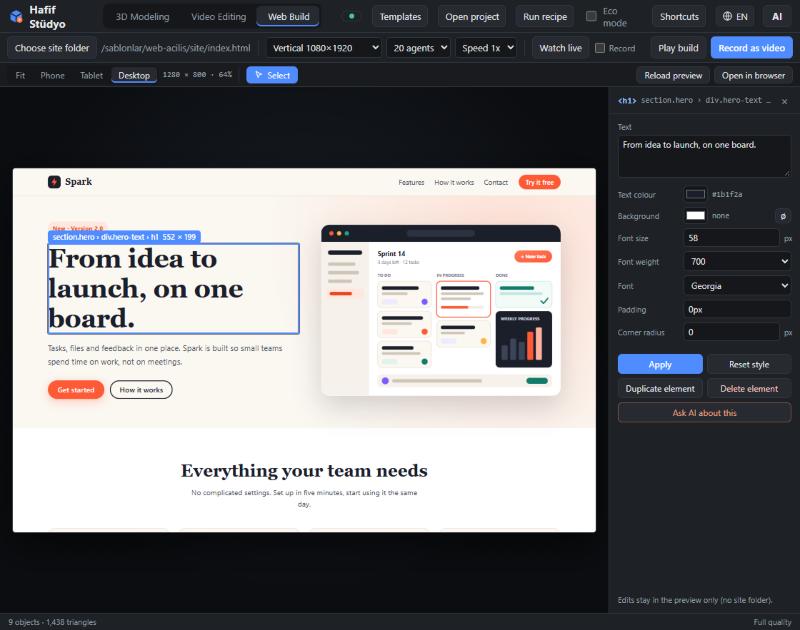 Hafif Stüdyo
3D Modeling Video Editing Web Build
Templates Open project Run recipe Eco mode Shortcuts EN AI
Choose site folder /sablonlar/web-acilis/site/index.html Vertical 1080×1920 20 agents Speed 1x Watch live Record Play build Record as video
Fit Phone Tablet Desktop 1280 × 800 · 64% Select Reload preview Open in browser
<h1> section.hero › div.hero-text … ×
Text
From idea to launch, on one board.
Text colour #1b1f2a
Background none ø
Font size 58 px
Font weight 700
Font Georgia
Padding 0px
Corner radius 0 px
Apply Reset style
Duplicate element Delete element
Ask AI about this
Edits stay in the preview only (no site folder).
Spark
Features How it works Contact Try it free
New · Version 2.0
section.hero › div.hero-text › h1 552 × 199
From idea to
launch, on one
board.
Tasks, files and feedback in one place. Spark is built so small teams
spend time on work, not on meetings.
Get started How it works
Sprint 14
+ New task
TO DO IN PROGRESS DONE
WEEKLY PROGRESS
Everything your team needs
No complicated settings. Set up in five minutes, start using it the same
day.
9 objects · 1,438 triangles Full quality